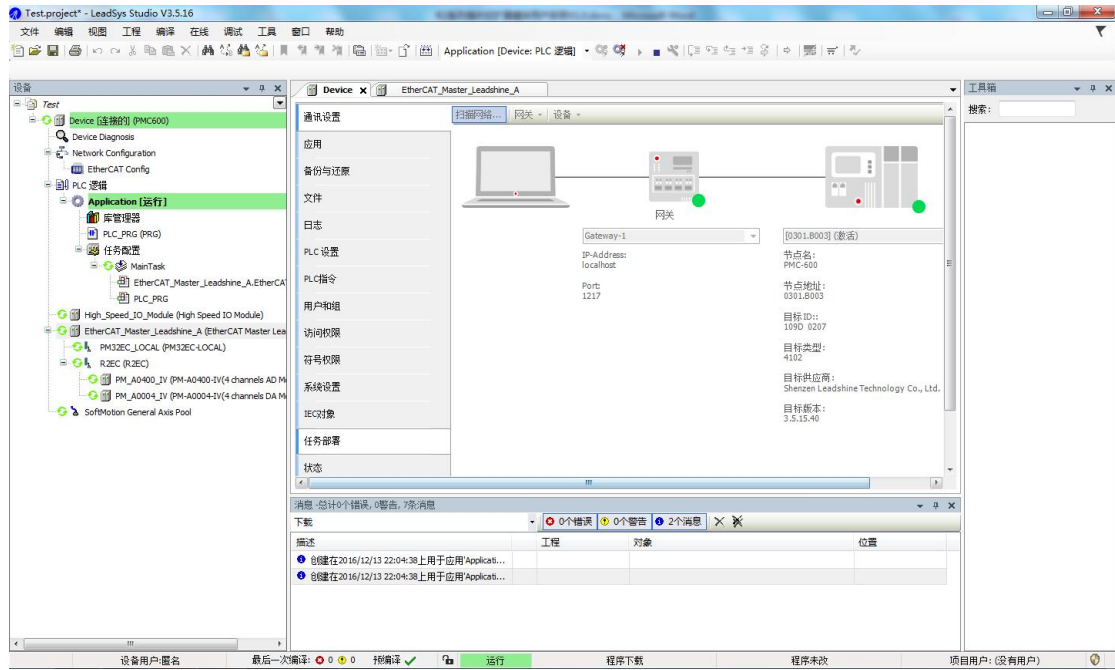 Test.project* - LeadSys Studio V3.5.16
文件 编辑 视图 工程 编译 在线 调试 工具 窗口 帮助
Application [Device: PLC 逻辑]
设备
Test
Device [连接的] (PMC600)
Device Diagnosis
Network Configuration
EtherCAT Config
PLC 逻辑
Application [运行]
库管理器
PLC_PRG (PRG)
任务配置
MainTask
EtherCAT_Master_Leadshine_A.EtherCA
PLC_PRG
High_Speed_IO_Module (High Speed IO Module)
EtherCAT_Master_Leadshine_A (EtherCAT Master Lea
PM32EC_LOCAL (PM32EC-LOCAL)
R2EC (R2EC)
PM_A0400_IV (PM-A0400-IV(4 channels AD M
PM_A0004_IV (PM-A0004-IV(4 channels DA M
SoftMotion General Axis Pool
Device
EtherCAT_Master_Leadshine_A
通讯设置
应用
备份与还原
文件
日志
PLC 设置
PLC指令
用户和组
访问权限
符号权限
系统设置
IEC对象
任务部署
状态
扫描网络... 网关 设备
网关
Gateway-1
IP-Address:
localhost
Port:
1217
[0301.B003] (激活)
节点名:
PMC-600
节点地址:
0301.B003
目标ID::
109D 0207
目标类型:
4102
目标供应商:
Shenzen Leadshine Technology Co., Ltd.
目标版本:
3.5.15.40
工具箱
搜索:
消息 -总计0个错误, 0警告, 7条消息
下载 0个错误 0个警告 2个消息
描述 工程 对象 位置
创建在2016/12/13 22:04:38上用于应用'Applicati...
创建在2016/12/13 22:04:38上用于应用'Applicati...
设备用户:匿名 最后一次编译: 0 0 预编译 运行 程序下载 程序未改 项目用户: (没有用户)